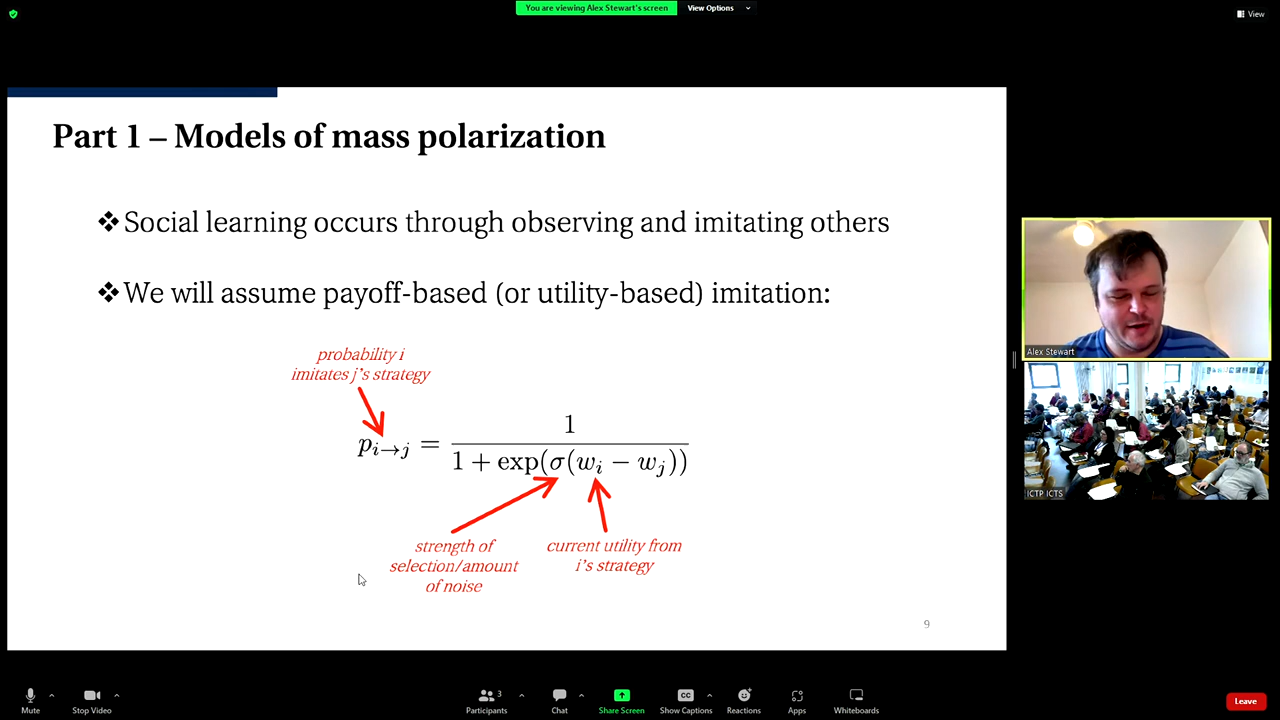 You are viewing Alex Stewart's screen
View Options
View
Part 1 – Models of mass polarization
❖Social learning occurs through observing and imitating others
❖We will assume payoff-based (or utility-based) imitation:
probability i
imitates j's strategy
p_{i→j} = 1 / (1 + exp(σ(w_i − w_j)))
strength of
selection/amount
of noise
current utility from
i's strategy
9
Alex Stewart
ICTP ICTS
Mute
Stop Video
Participants
3
Chat
Share Screen
CC
Show Captions
Reactions
Apps
Whiteboards
Leave